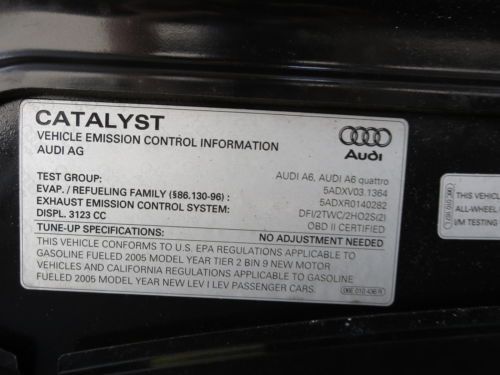 CATALYST
VEHICLE EMISSION CONTROL INFORMATION
AUDI AG
Audi
TEST GROUP: AUDI A6, AUDI A6 quattro
EVAP. / REFUELING FAMILY (§86.130-96) : 5ADXV03.1364
EXHAUST EMISSION CONTROL SYSTEM: 5ADXR0140282
DISPL. 3123 CC DFI/2TWC/2HO2S(2)
OBD II CERTIFIED
TUNE-UP SPECIFICATIONS: NO ADJUSTMENT NEEDED
THIS VEHICLE CONFORMS TO U.S. EPA REGULATIONS APPLICABLE TO
GASOLINE FUELED 2005 MODEL YEAR TIER 2 BIN 9 NEW MOTOR
VEHICLES AND CALIFORNIA REGULATIONS APPLICABLE TO GASOLINE
FUELED 2005 MODEL YEAR NEW LEV I LEV PASSENGER CARS.
THIS VEHICLE
ALL-WHEEL
I/M TESTING